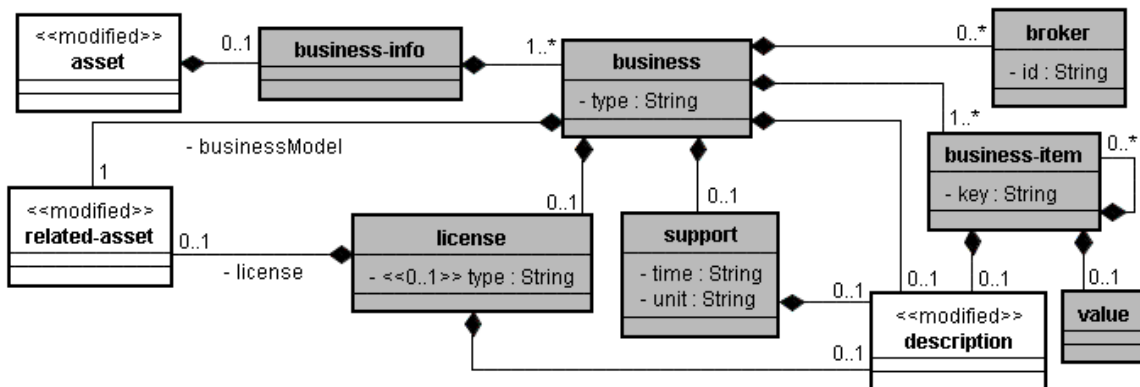 <<modified>>
asset
0..1
business-info
1..*
business
- type : String
0..*
broker
- id : String
- businessModel
1
1..*
0..*
business-item
- key : String
<<modified>>
related-asset
0..1
- license
0..1
license
- <<0..1>> type : String
0..1
support
- time : String
- unit : String
0..1
0..1
0..1
0..1
0..1
<<modified>>
description
value